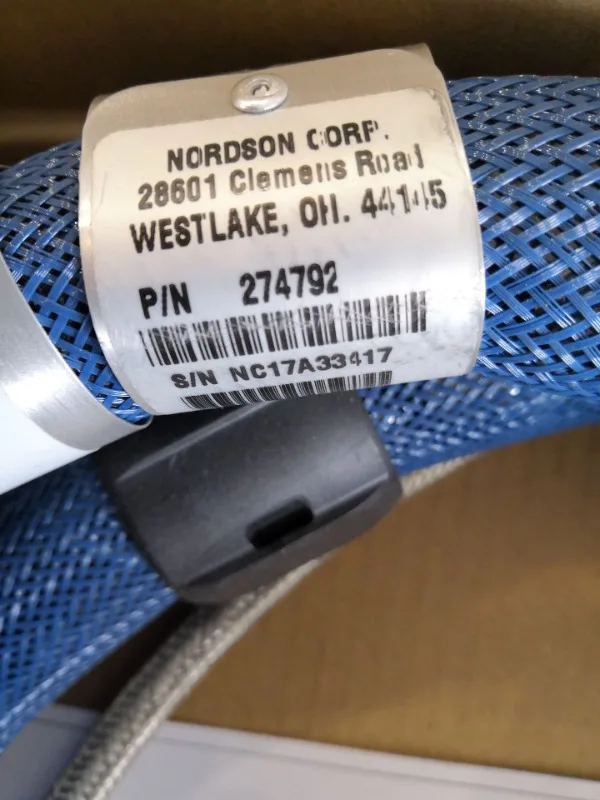 NORDSON CORP.
28601 Clemens Road
WESTLAKE, OH. 44145
P/N 274792
S/N NC17A33417